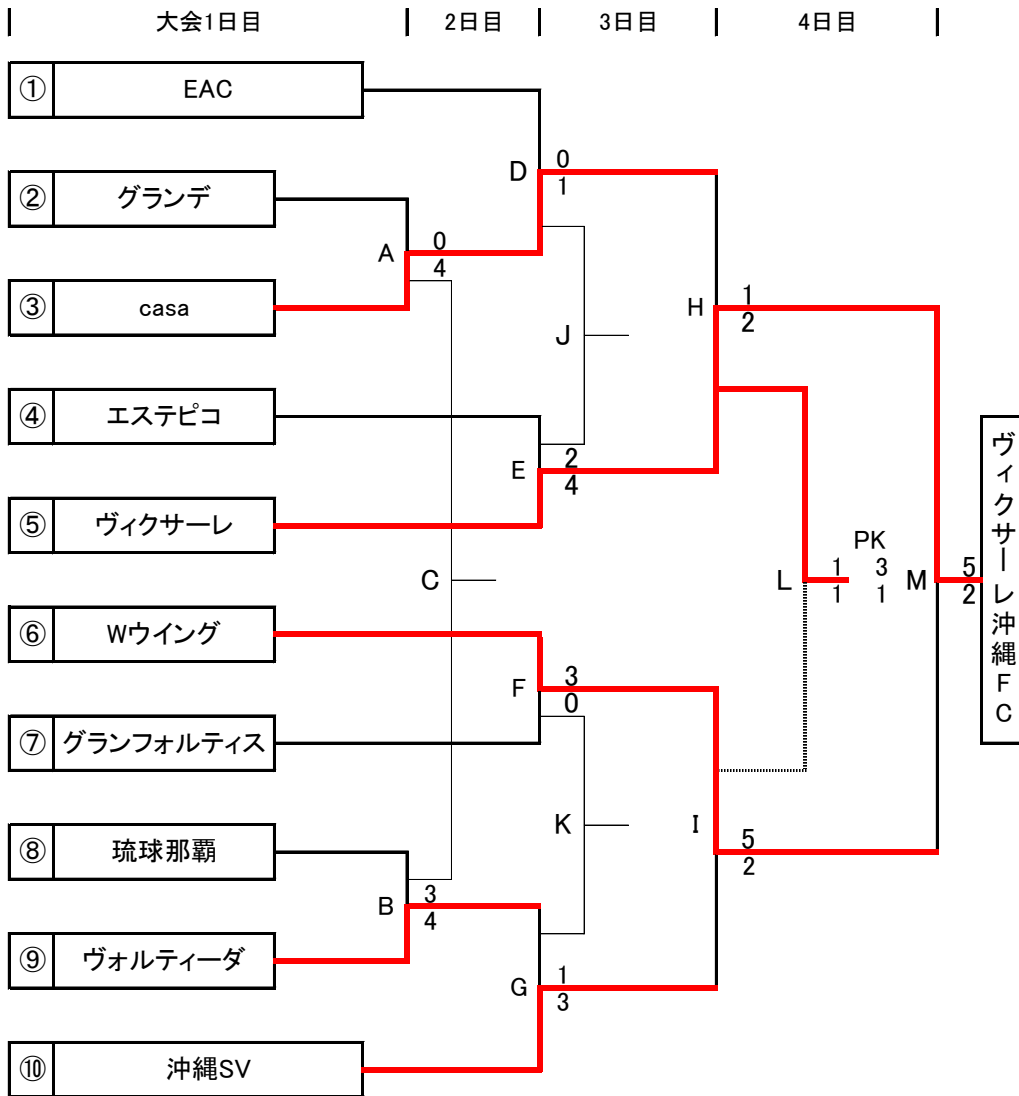 大会1日目 2日目 3日目 4日目
① EAC
② グランデ
③ casa
④ エステピコ
⑤ ヴィクサーレ
⑥ Wウイング
⑦ グランフォルティス
⑧ 琉球那覇
⑨ ヴォルティーダ
⑩ 沖縄SV
A
0
4
B
3
4
C
D
0
1
E
2
4
F
3
0
G
1
3
H
1
2
I
5
2
J
K
L
1
1
PK
3
1
M
5
2
ヴィクサーレ沖縄FC